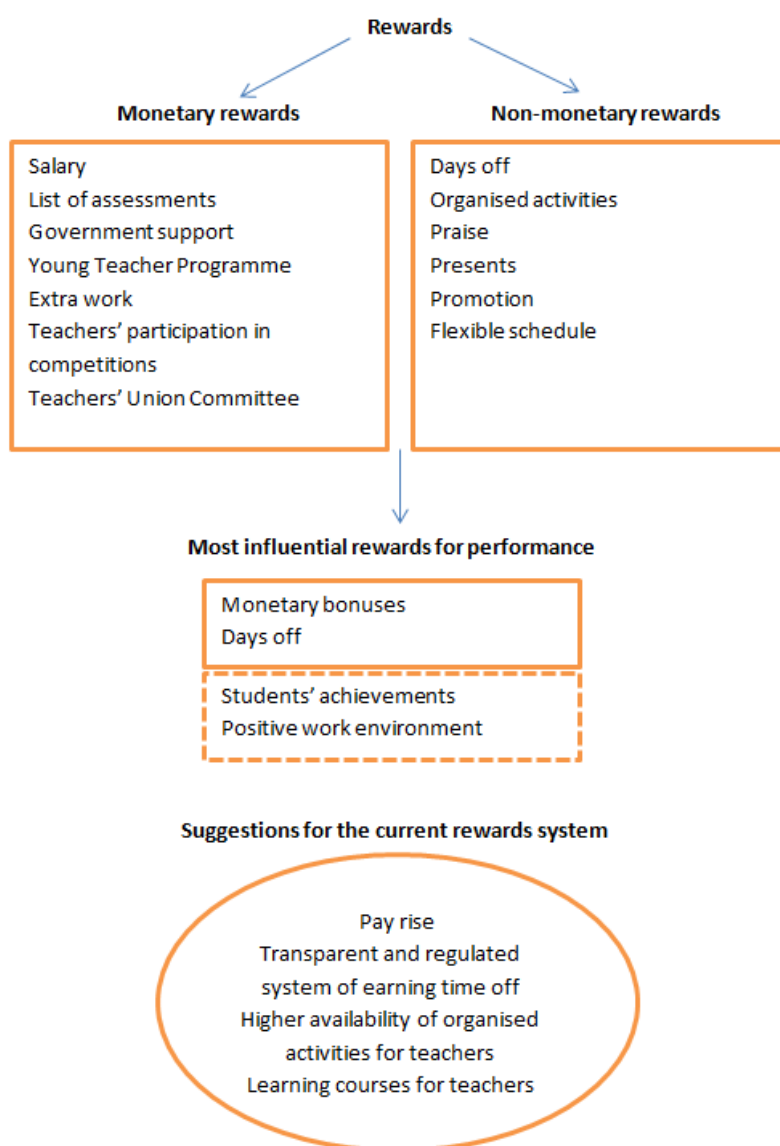 Rewards
Monetary rewards
Salary
List of assessments
Government support
Young Teacher Programme
Extra work
Teachers’ participation in
competitions
Teachers’ Union Committee
Non-monetary rewards
Days off
Organised activities
Praise
Presents
Promotion
Flexible schedule
Most influential rewards for performance
Monetary bonuses
Days off
Students’ achievements
Positive work environment
Suggestions for the current rewards system
Pay rise
Transparent and regulated
system of earning time off
Higher availability of organised
activities for teachers
Learning courses for teachers